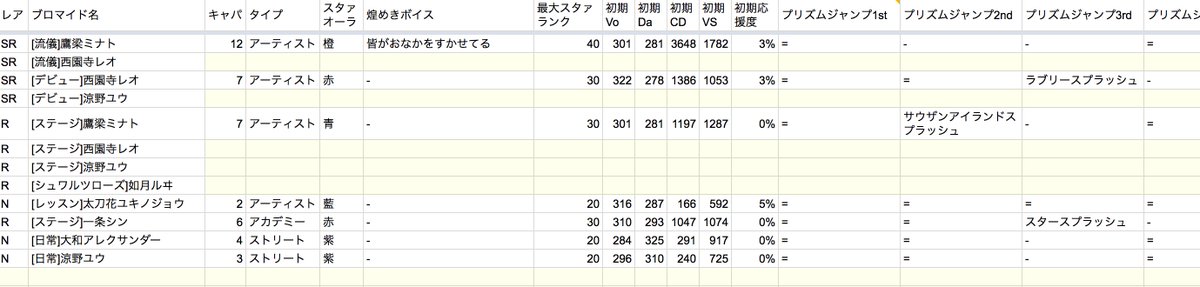 レア ブロマイド名 キャパ タイプ スタァオーラ 煌めきボイス 最大スタァランク 初期Vo 初期Da 初期CD 初期VS 初期応援度 プリズムジャンプ1st プリズムジャンプ2nd プリズムジャンプ3rd プリズムジ
SR [流儀]鷹梁ミナト 12 アーティスト 橙 皆がおなかをすかせてる 40 301 281 3648 1782 3% = - - =
SR [流儀]西園寺レオ
SR [デビュー]西園寺レオ 7 アーティスト 赤 - 30 322 278 1386 1053 3% = = ラブリースプラッシュ -
SR [デビュー]涼野ユウ
R [ステージ]鷹梁ミナト 7 アーティスト 青 - 30 301 281 1197 1287 0% = サウザンアイランドスプラッシュ - =
R [ステージ]西園寺レオ
R [ステージ]涼野ユウ
R [シュワルツローズ]如月ルヰ
N [レッスン]太刀花ユキノジョウ 2 アーティスト 藍 - 20 316 287 166 592 5% = = = =
R [ステージ]一条シン 6 アカデミー 赤 - 30 310 293 1047 1074 0% = = スタースプラッシュ -
N [日常]大和アレクサンダー 4 ストリート 紫 - 20 284 325 291 917 0% = = - =
N [日常]涼野ユウ 3 ストリート 紫 - 20 296 310 240 725 0% = = - =